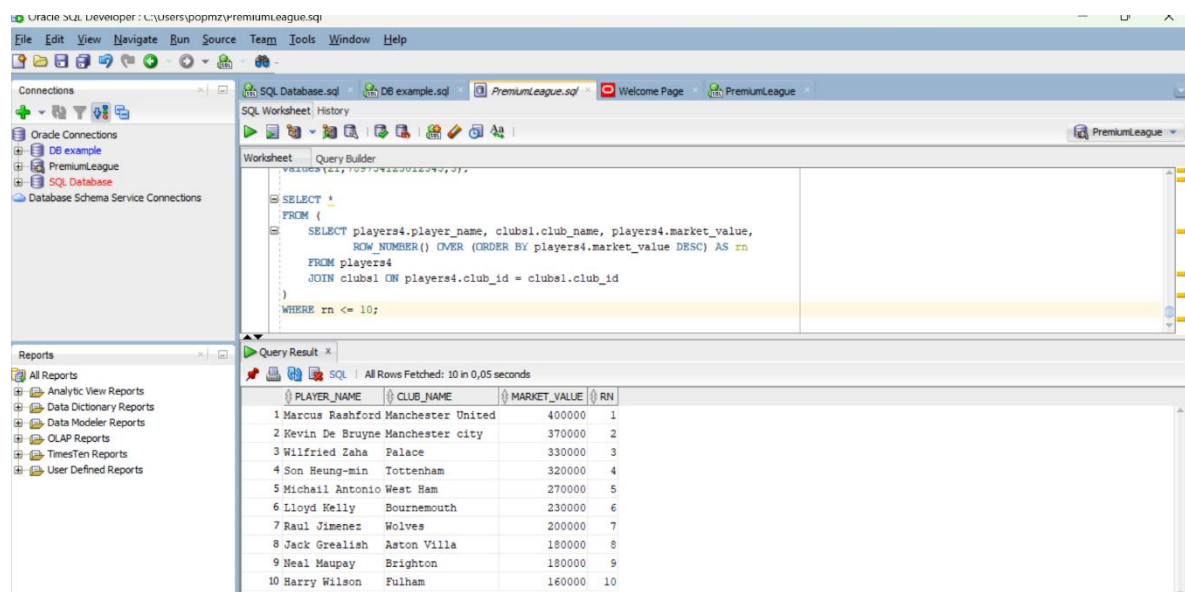 Oracle SQL Developer : C:\Users\popmz\PremiumLeague.sql
File Edit View Navigate Run Source Team Tools Window Help
Connections
SQL Database.sql
DB example.sql
PremiumLeague.sql
Welcome Page
PremiumLeague
SQL Worksheet History
Oracle Connections
DB example
PremiumLeague
SQL Database
Database Schema Service Connections
PremiumLeague
Worksheet Query Builder
SELECT *
FROM (
SELECT players4.player_name, clubs1.club_name, players4.market_value,
ROW_NUMBER() OVER (ORDER BY players4.market_value DESC) AS rn
FROM players4
JOIN clubs1 ON players4.club_id = clubs1.club_id
)
WHERE rn <= 10;
Reports
All Reports
Analytic View Reports
Data Dictionary Reports
Data Modeler Reports
OLAP Reports
TimesTen Reports
User Defined Reports
Query Result
SQL | All Rows Fetched: 10 in 0,05 seconds
PLAYER_NAME CLUB_NAME MARKET_VALUE RN
1 Marcus Rashford Manchester United 400000 1
2 Kevin De Bruyne Manchester city 370000 2
3 Wilfried Zaha Palace 330000 3
4 Son Heung-min Tottenham 320000 4
5 Michail Antonio West Ham 270000 5
6 Lloyd Kelly Bournemouth 230000 6
7 Raul Jimenez Wolves 200000 7
8 Jack Grealish Aston Villa 180000 8
9 Neal Maupay Brighton 180000 9
10 Harry Wilson Fulham 160000 10